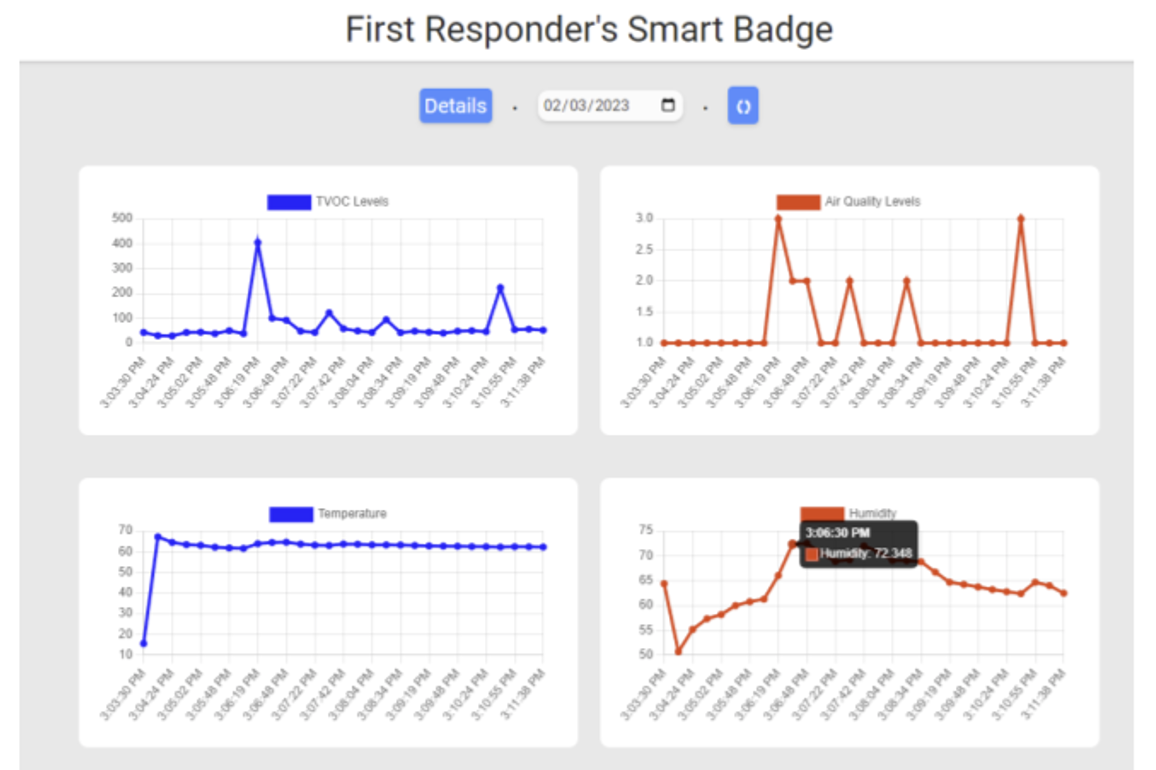 First Responder's Smart Badge
Details . 02/03/2023 .
TVOC Levels
500
400
300
200
100
0
3:03:30 PM 3:04:24 PM 3:05:02 PM 3:05:48 PM 3:06:19 PM 3:06:48 PM 3:07:22 PM 3:07:42 PM 3:08:04 PM 3:08:34 PM 3:09:19 PM 3:09:48 PM 3:10:24 PM 3:10:55 PM 3:11:38 PM
Air Quality Levels
3.0
2.5
2.0
1.5
1.0
3:03:30 PM 3:04:24 PM 3:05:02 PM 3:05:48 PM 3:06:19 PM 3:06:48 PM 3:07:22 PM 3:07:42 PM 3:08:04 PM 3:08:34 PM 3:09:19 PM 3:09:48 PM 3:10:24 PM 3:10:55 PM 3:11:38 PM
Temperature
70
60
50
40
30
20
10
3:03:30 PM 3:04:24 PM 3:05:02 PM 3:05:48 PM 3:06:19 PM 3:06:48 PM 3:07:22 PM 3:07:42 PM 3:08:04 PM 3:08:34 PM 3:09:19 PM 3:09:48 PM 3:10:24 PM 3:10:55 PM 3:11:38 PM
Humidity
3:06:30 PM
Humidity: 72.348
75
70
65
60
55
50
3:03:30 PM 3:04:24 PM 3:05:02 PM 3:05:48 PM 3:06:19 PM 3:06:48 PM 3:07:22 PM 3:07:42 PM 3:08:04 PM 3:08:34 PM 3:09:19 PM 3:09:48 PM 3:10:24 PM 3:10:55 PM 3:11:38 PM